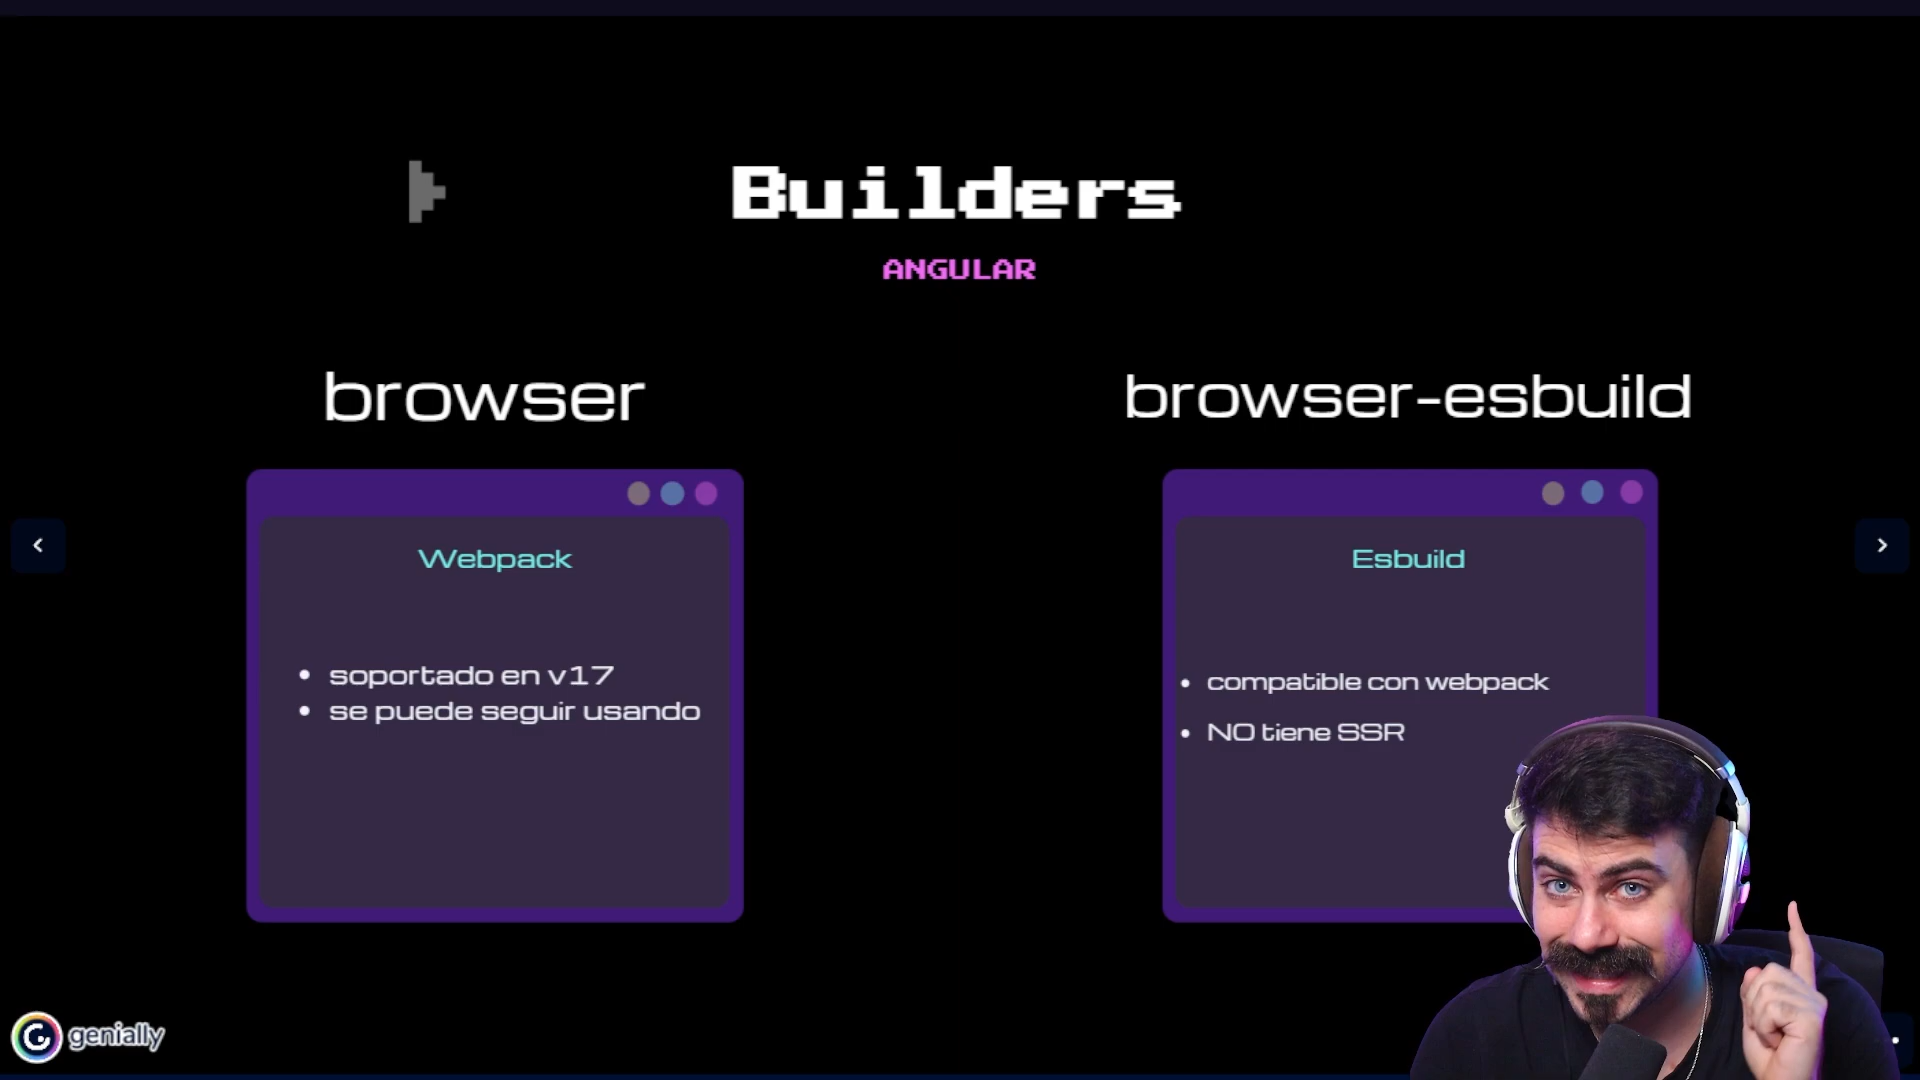 Builders
ANGULAR
browser
browser-esbuild
Webpack
Esbuild
soportado en v17
se puede seguir usando
compatible con webpack
NO tiene SSR
genially